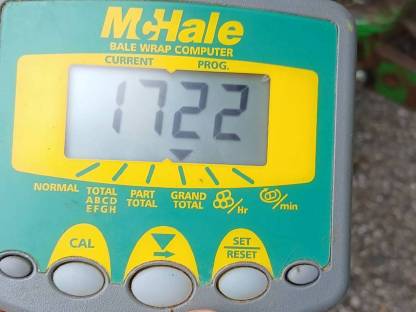 McHale
BALE WRAP COMPUTER
CURRENT PROG.
1722
NORMAL TOTAL ABCD EFGH PART TOTAL GRAND TOTAL /Hr /min
CAL SET RESET